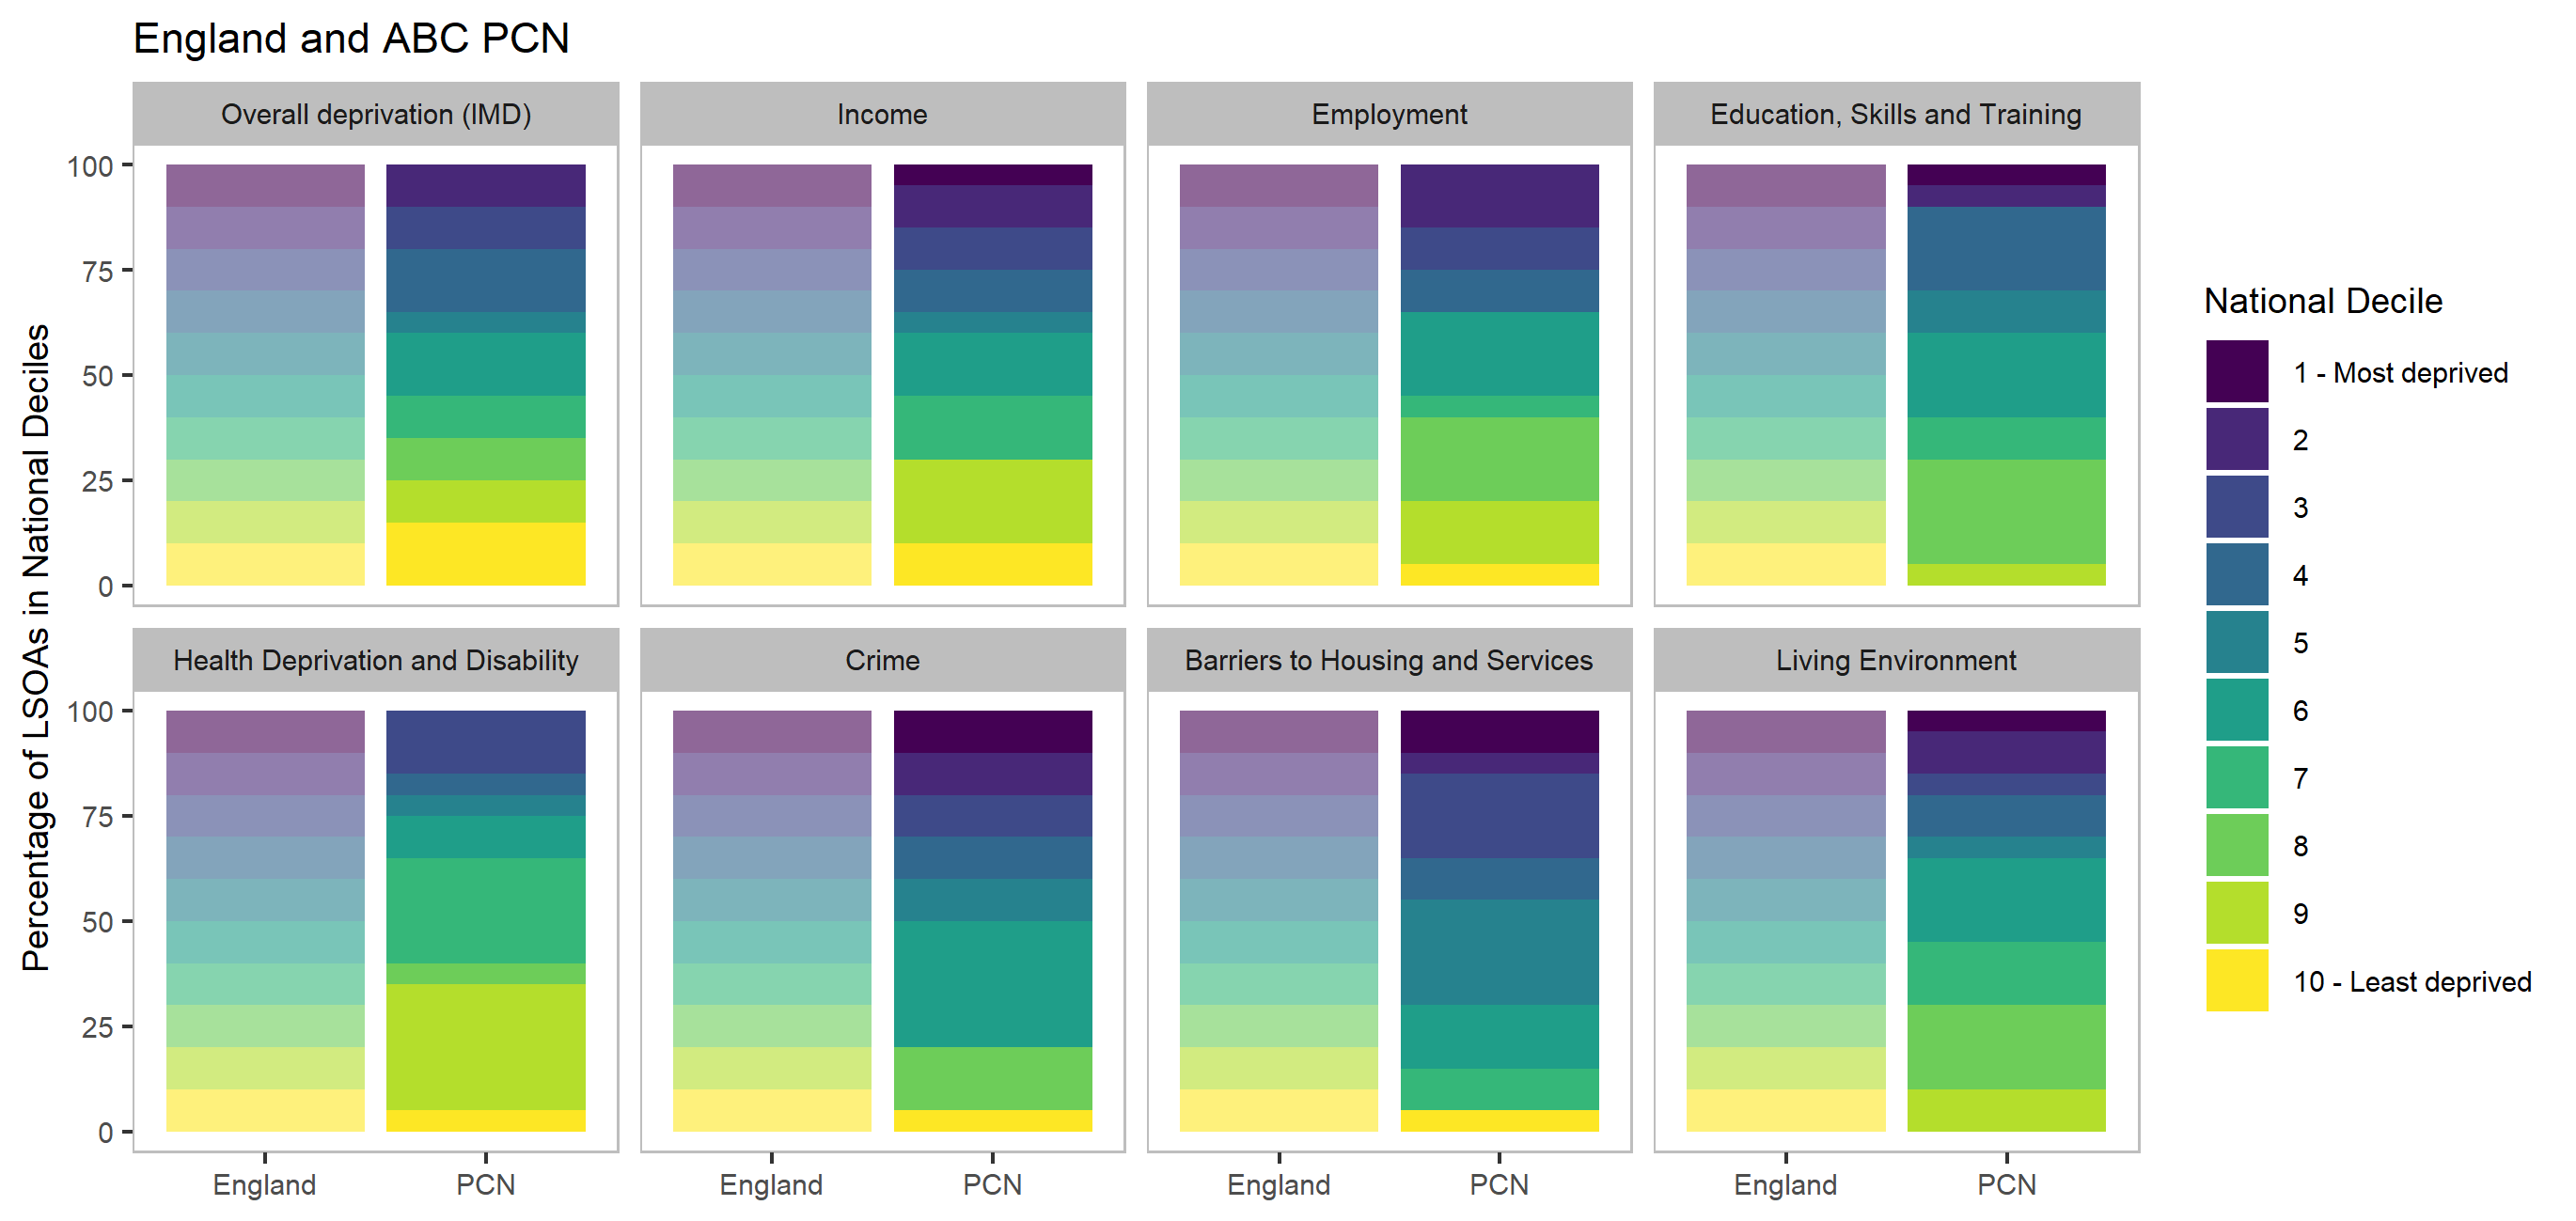 England and ABC PCN
Overall deprivation (IMD)
Income
Employment
Education, Skills and Training
100
75
50
25
0
Health Deprivation and Disability
Crime
Barriers to Housing and Services
Living Environment
100
75
50
25
0
England
PCN
England
PCN
England
PCN
England
PCN
Percentage of LSOAs in National Deciles
National Decile
1 - Most deprived
2
3
4
5
6
7
8
9
10 - Least deprived